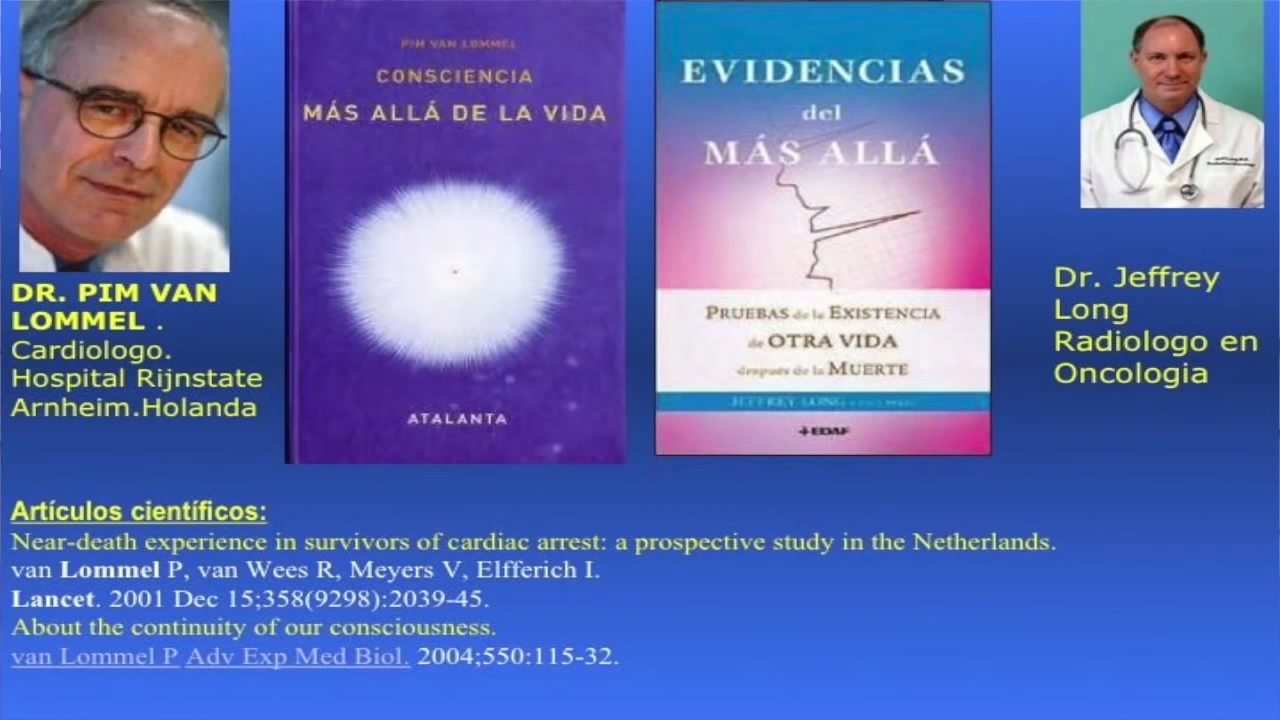 DR. PIM VAN
LOMMEL .
Cardiologo.
Hospital Rijnstate
Arnheim.Holanda
PIM VAN LOMMEL
CONSCIENCIA
MÁS ALLÁ DE LA VIDA
ATALANTA
EVIDENCIAS
del
MÁS ALLÁ
PRUEBAS de la EXISTENCIA
de OTRA VIDA
después de la MUERTE
JEFFREY LONG
EDAF
Dr. Jeffrey
Long
Radiologo en
Oncologia
Artículos científicos:
Near-death experience in survivors of cardiac arrest: a prospective study in the Netherlands.
van Lommel P, van Wees R, Meyers V, Elfferich I.
Lancet. 2001 Dec 15;358(9298):2039-45.
About the continuity of our consciousness.
van Lommel P Adv Exp Med Biol. 2004;550:115-32.